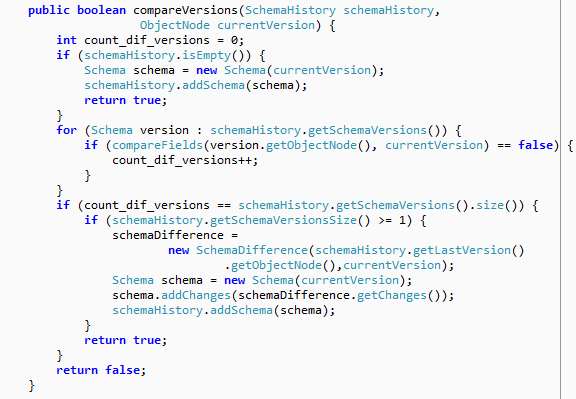 public boolean compareVersions(SchemaHistory schemaHistory,
ObjectNode currentVersion) {
int count_dif_versions = 0;
if (schemaHistory.isEmpty()) {
Schema schema = new Schema(currentVersion);
schemaHistory.addSchema(schema);
return true;
}
for (Schema version : schemaHistory.getSchemaVersions()) {
if (compareFields(version.getObjectNode(), currentVersion) == false) {
count_dif_versions++;
}
}
if (count_dif_versions == schemaHistory.getSchemaVersions().size()) {
if (schemaHistory.getSchemaVersionsSize() >= 1) {
schemaDifference =
new SchemaDifference(schemaHistory.getLastVersion()
.getObjectNode(),currentVersion);
Schema schema = new Schema(currentVersion);
schema.addChanges(schemaDifference.getChanges());
schemaHistory.addSchema(schema);
}
return true;
}
return false;
}